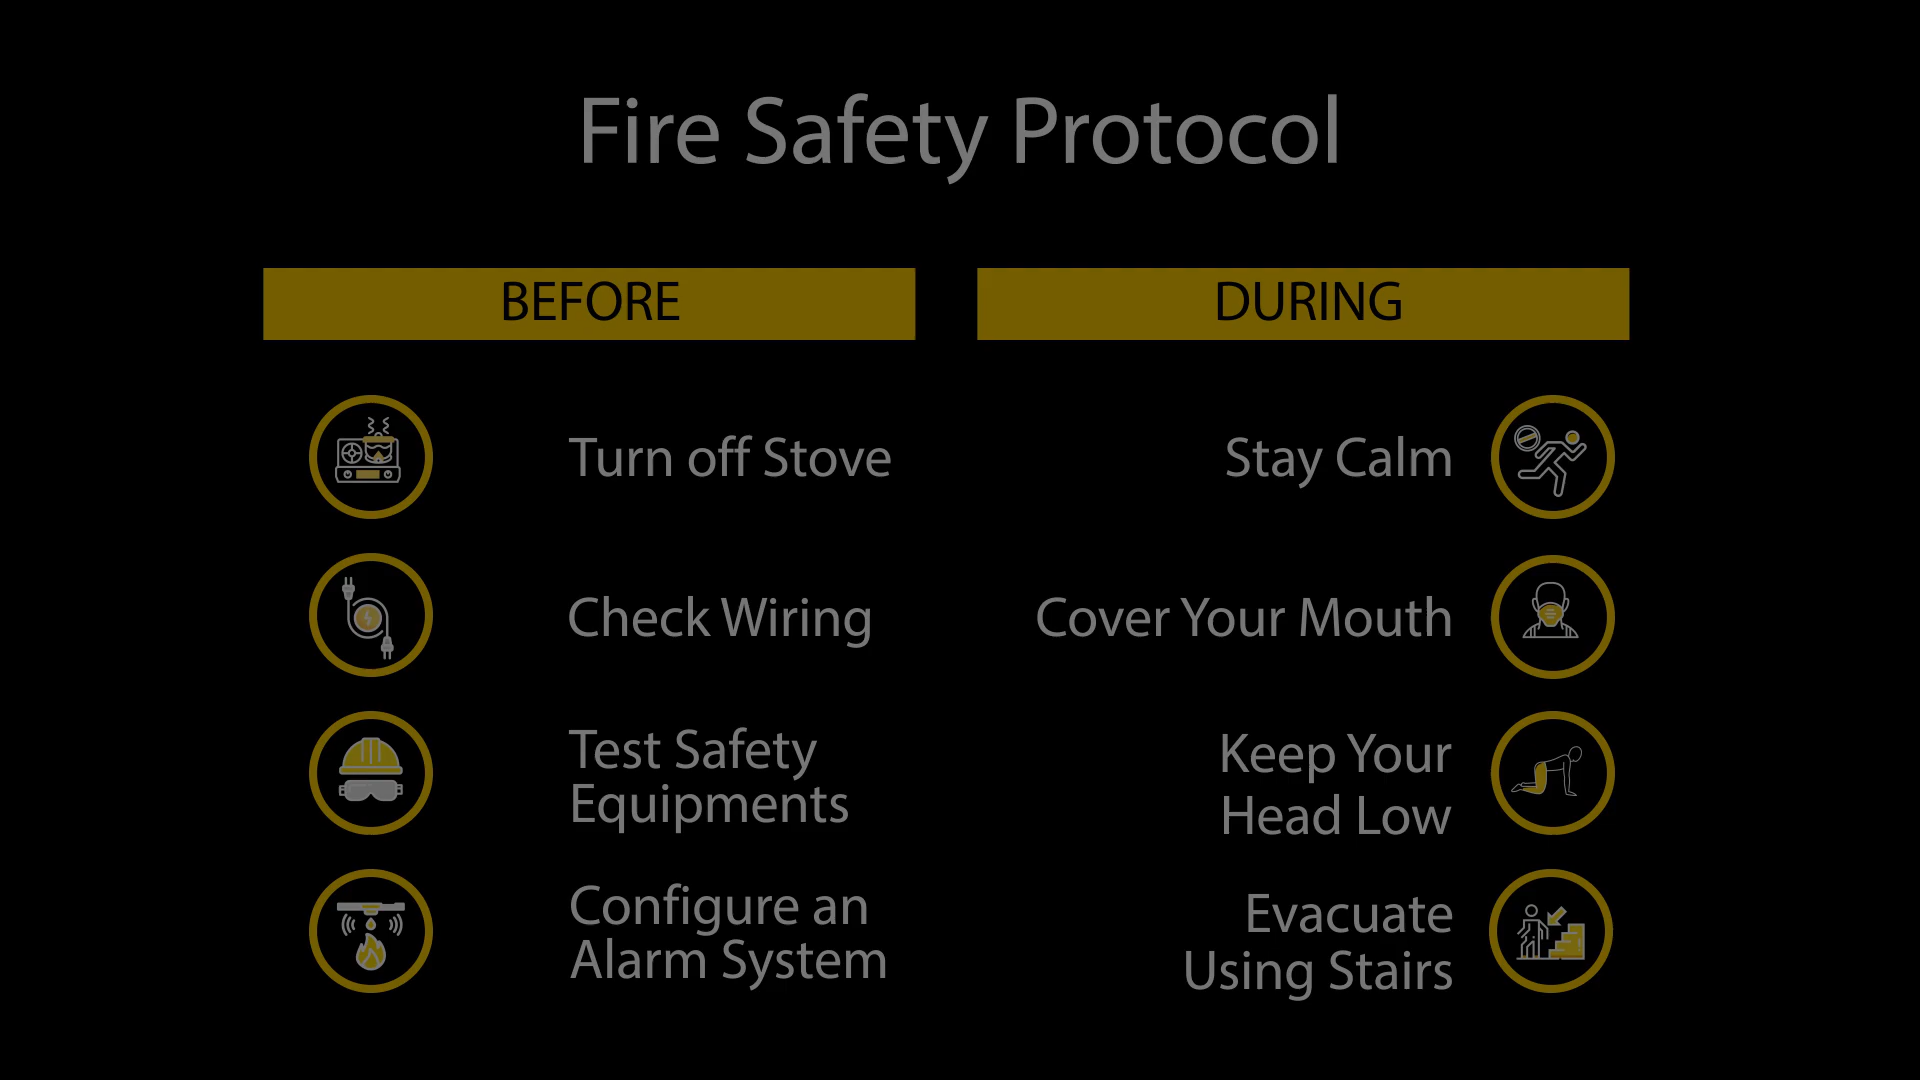 Fire Safety Protocol
BEFORE
Turn off Stove
Check Wiring
Test Safety
Equipments
Configure an
Alarm System
DURING
Stay Calm
Cover Your Mouth
Keep Your
Head Low
Evacuate
Using Stairs